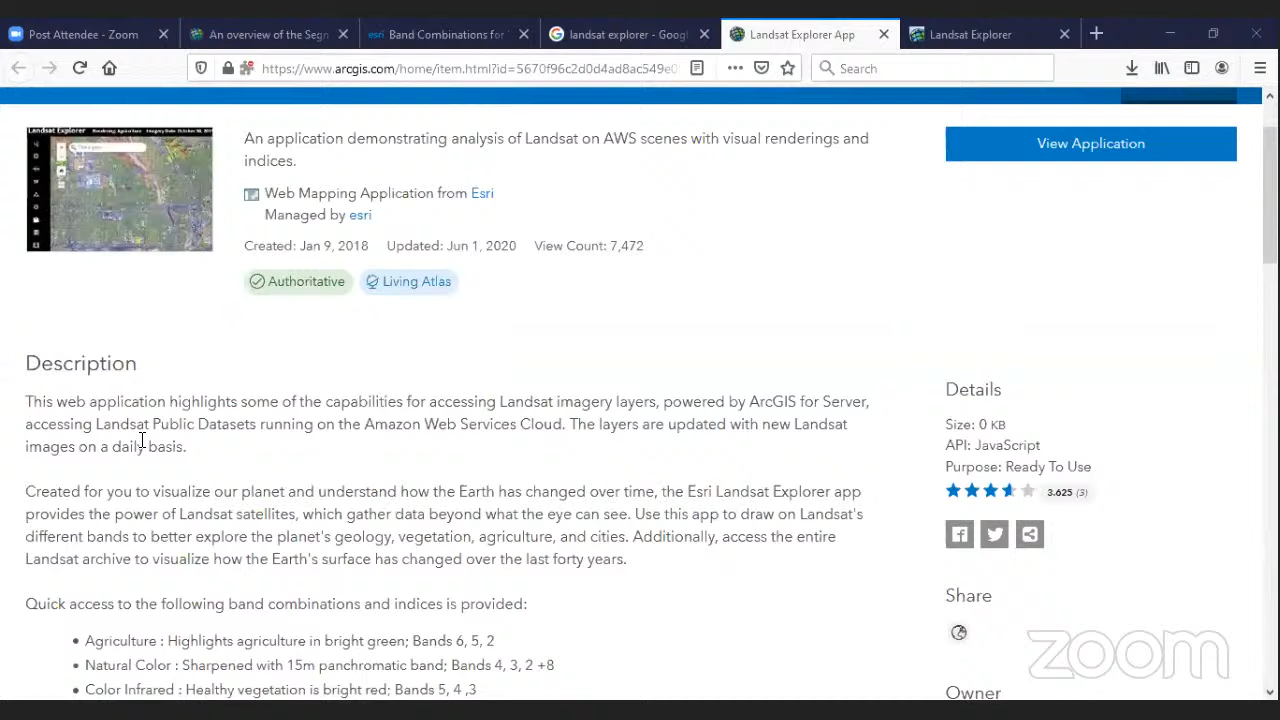 Post Attendee - Zoom
An overview of the Segn
esri Band Combinations for
landsat explorer - Googl
Landsat Explorer App
Landsat Explorer
https://www.arcgis.com/home/item.html?id=5670f96c2d0d4ad8ac549e0
Search
Landsat Explorer
An application demonstrating analysis of Landsat on AWS scenes with visual renderings and
indices.
View Application
Web Mapping Application from Esri
Managed by esri
Created: Jan 9, 2018 Updated: Jun 1, 2020 View Count: 7,472
Authoritative Living Atlas
Description
This web application highlights some of the capabilities for accessing Landsat imagery layers, powered by ArcGIS for Server,
accessing Landsat Public Datasets running on the Amazon Web Services Cloud. The layers are updated with new Landsat
images on a daily basis.
Created for you to visualize our planet and understand how the Earth has changed over time, the Esri Landsat Explorer app
provides the power of Landsat satellites, which gather data beyond what the eye can see. Use this app to draw on Landsat's
different bands to better explore the planet's geology, vegetation, agriculture, and cities. Additionally, access the entire
Landsat archive to visualize how the Earth's surface has changed over the last forty years.
Quick access to the following band combinations and indices is provided:
• Agriculture : Highlights agriculture in bright green; Bands 6, 5, 2
• Natural Color : Sharpened with 15m panchromatic band; Bands 4, 3, 2 +8
• Color Infrared : Healthy vegetation is bright red; Bands 5, 4 ,3
Details
Size: 0 KB
API: JavaScript
Purpose: Ready To Use
3.625 (3)
Share
Owner
zoom